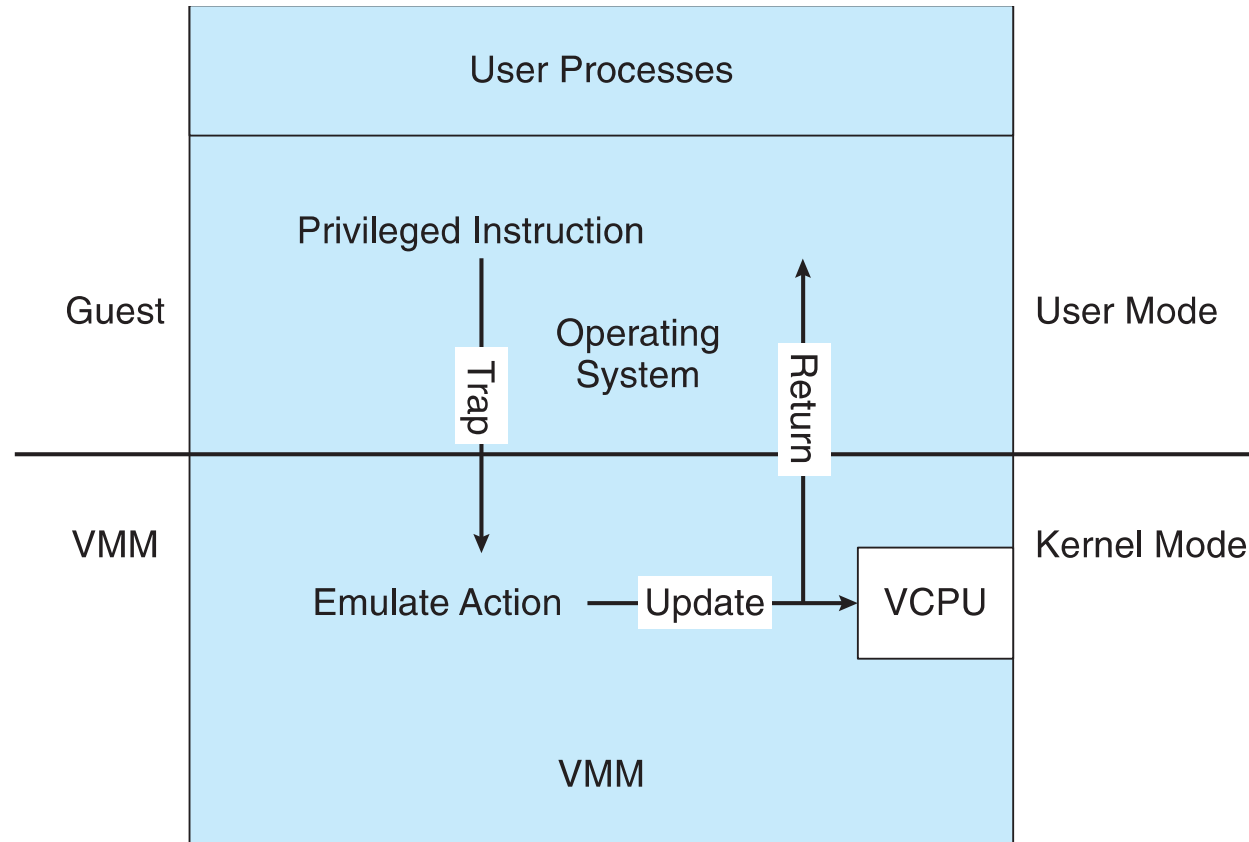 User Processes
Privileged Instruction
Guest
User Mode
Operating
System
Trap
Return
VMM
Kernel Mode
Emulate Action
Update
VCPU
VMM